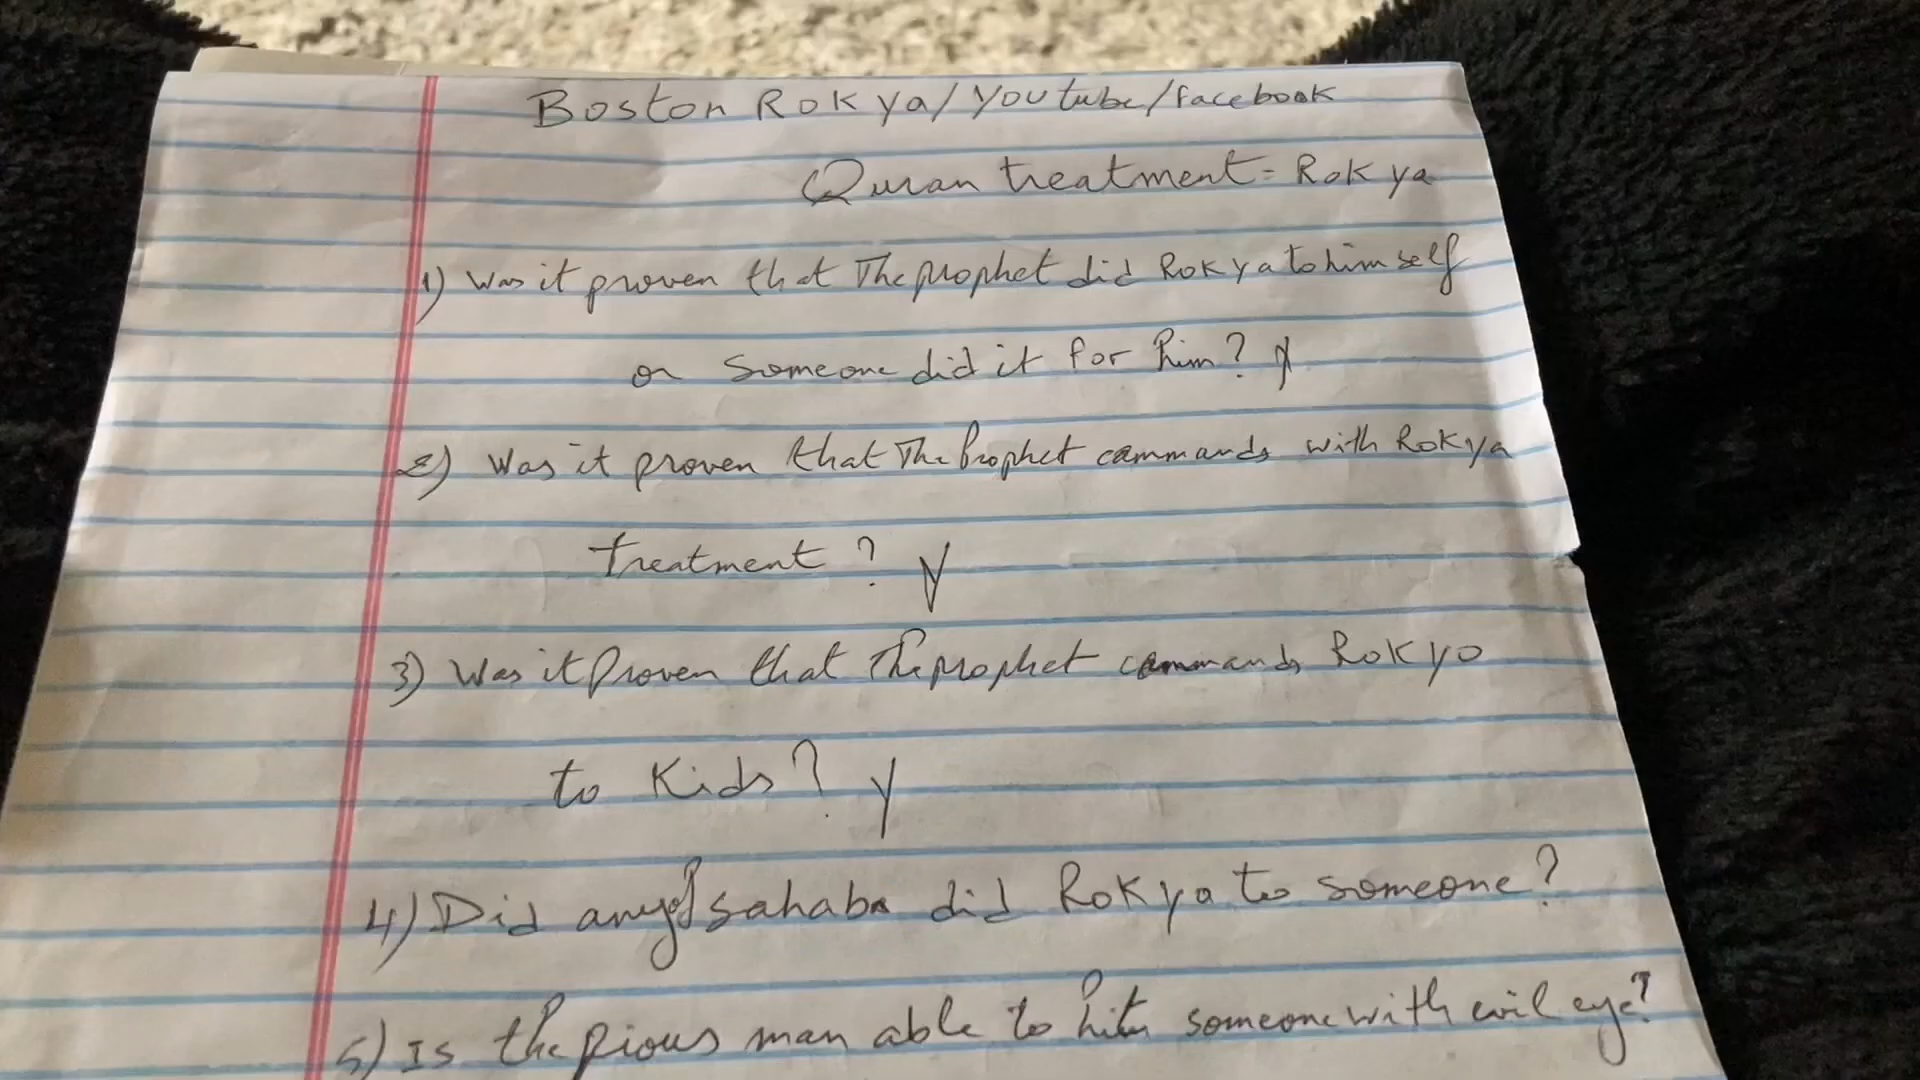 Boston Rokya/Youtube/facebook
Quran treatment = Rokya
1) Was it proven that The prophet did Rokya to himself
or someone did it for him? y
2) Was it proven that The Prophet commands with Rokya
Treatment? y
3) Was it Proven that The prophet commands Rokya
to Kids? y
4) Did any of sahaba did Rokya to someone?
5) Is the pious man able to hit someone with evil eye?